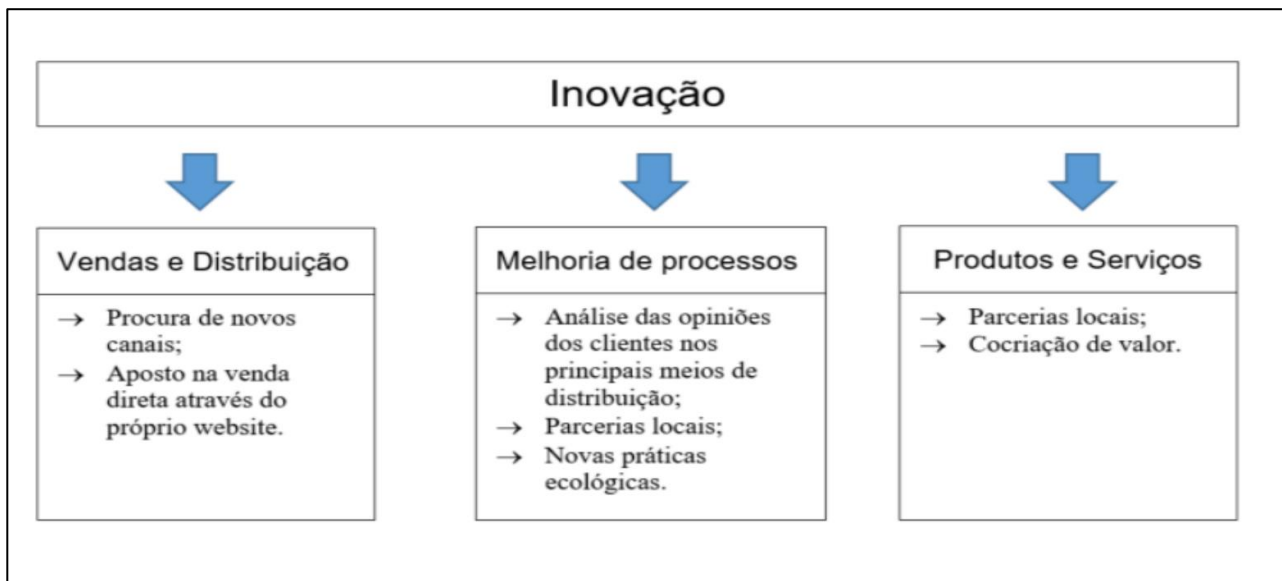 Inovação
Vendas e Distribuição
→ Procura de novos
canais;
→ Aposto na venda
direta através do
próprio website.
Melhoria de processos
→ Análise das opiniões
dos clientes nos
principais meios de
distribuição;
→ Parcerias locais;
→ Novas práticas
ecológicas.
Produtos e Serviços
→ Parcerias locais;
→ Cocriação de valor.